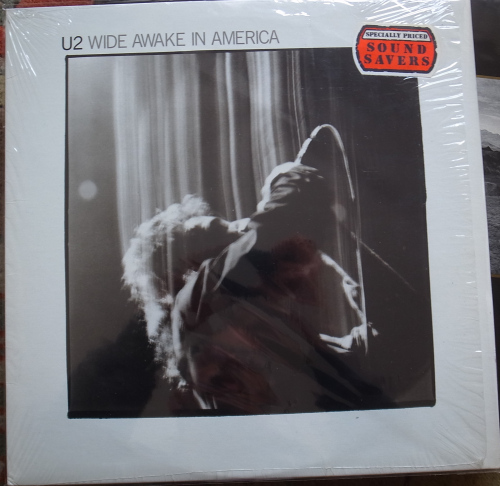 U2 WIDE AWAKE IN AMERICA
SPECIALLY PRICED
SOUND
SAVERS